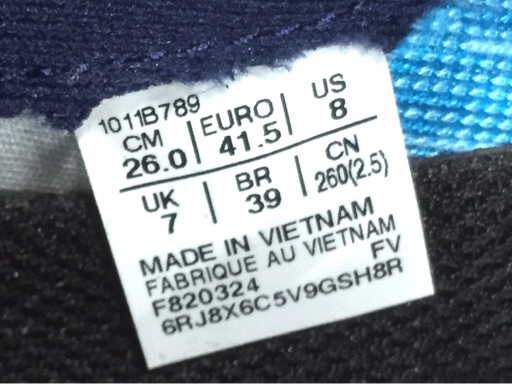 1011B789
CM | EURO | US
26.0 | 41.5 | 8
UK | BR | CN
7 | 39 | 260(2.5)
MADE IN VIETNAM
FABRIQUE AU VIETNAM
F820324 FV
6RJ8X6C5V9GSH8R